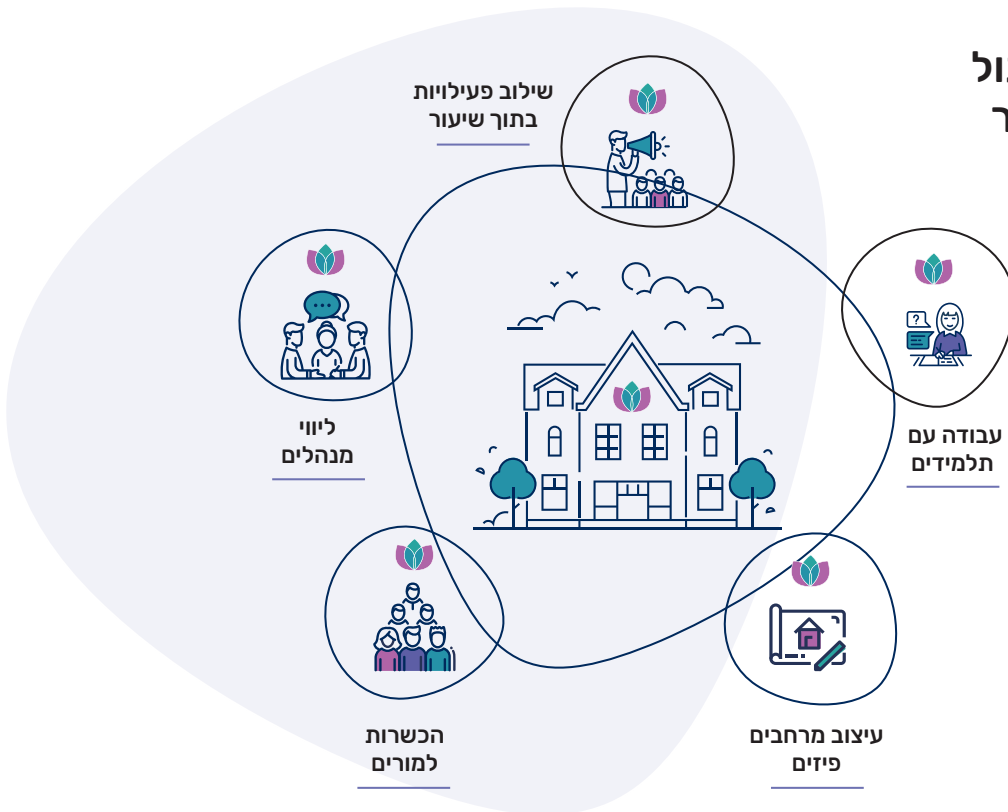 שילוב פעילויות
בתוך שיעור
עבודה עם
תלמידים
ליווי
מנהלים
עיצוב מרחבים
פיזים
הכשרות
למורים
?